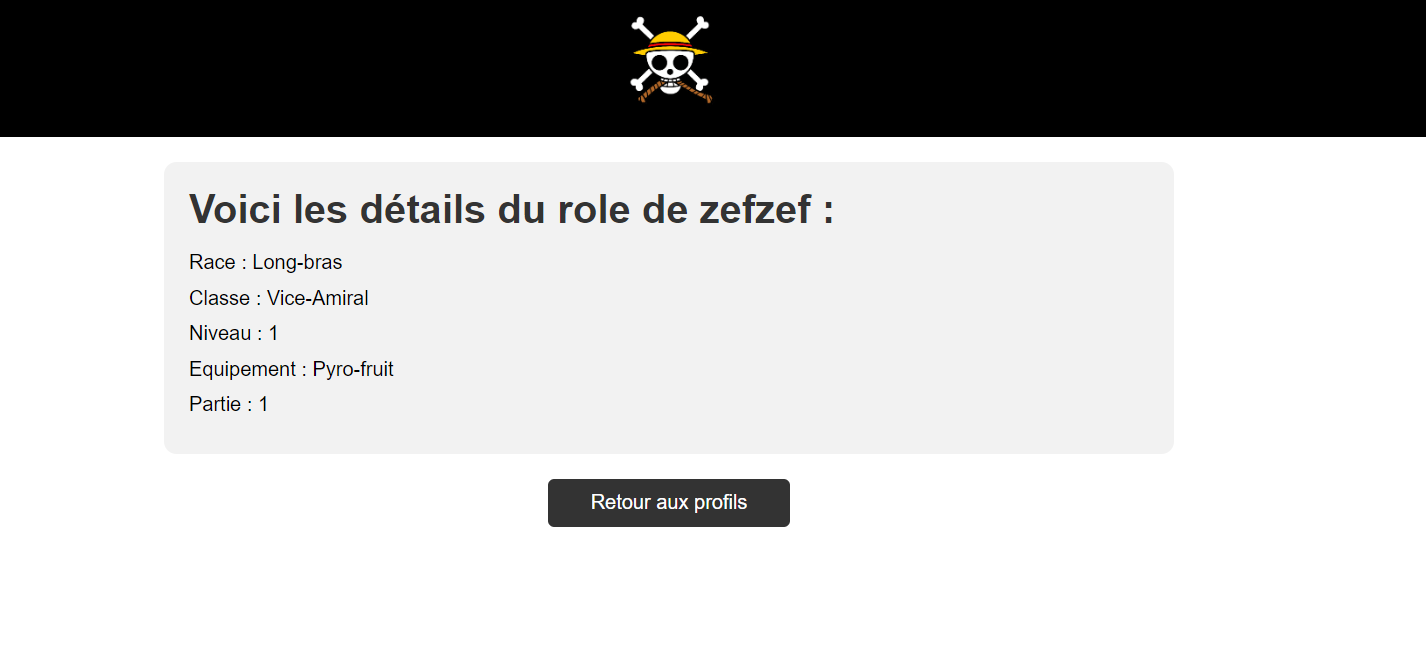 Voici les détails du role de zefzef :
Race : Long-bras
Classe : Vice-Amiral
Niveau : 1
Equipement : Pyro-fruit
Partie : 1
Retour aux profils